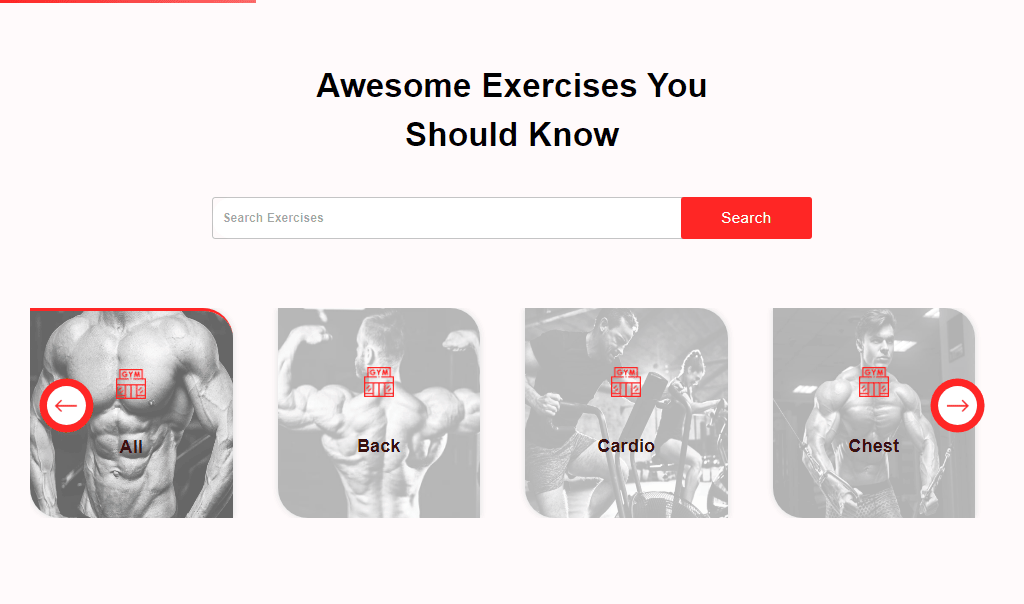 Awesome Exercises You
Should Know
Search Exercises
Search
GYM
All
GYM
Back
GYM
Cardio
GYM
Chest